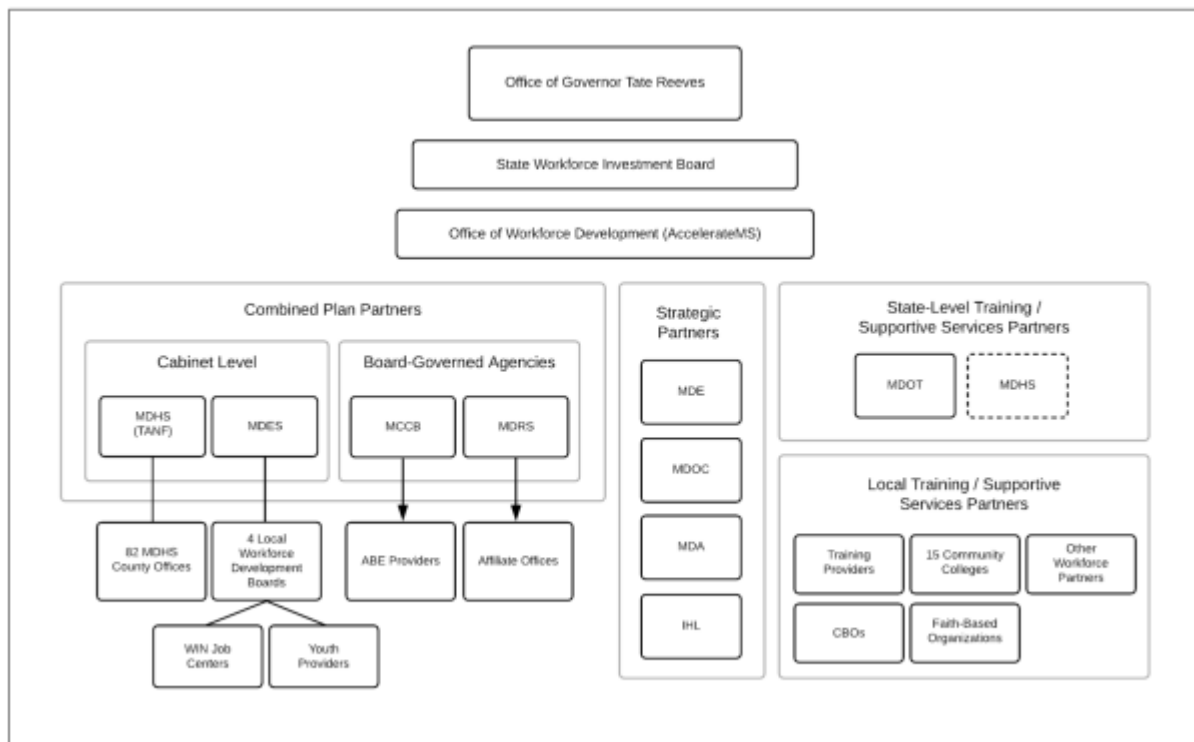 Office of Governor Tate Reeves
State Workforce Investment Board
Office of Workforce Development (AccelerateMS)
Combined Plan Partners
Cabinet Level
MDHS
(TANF)
MDES
Board-Governed Agencies
MCCB
MDRS
82 MDHS
County Offices
4 Local
Workforce
Development
Boards
ABE Providers
Affiliate Offices
WIN Job
Centers
Youth
Providers
Strategic
Partners
MDE
MDOC
MDA
IHL
State-Level Training /
Supportive Services Partners
MDOT
MDHS
Local Training / Supportive
Services Partners
Training
Providers
15 Community
Colleges
Other
Workforce
Partners
CBOs
Faith-Based
Organizations